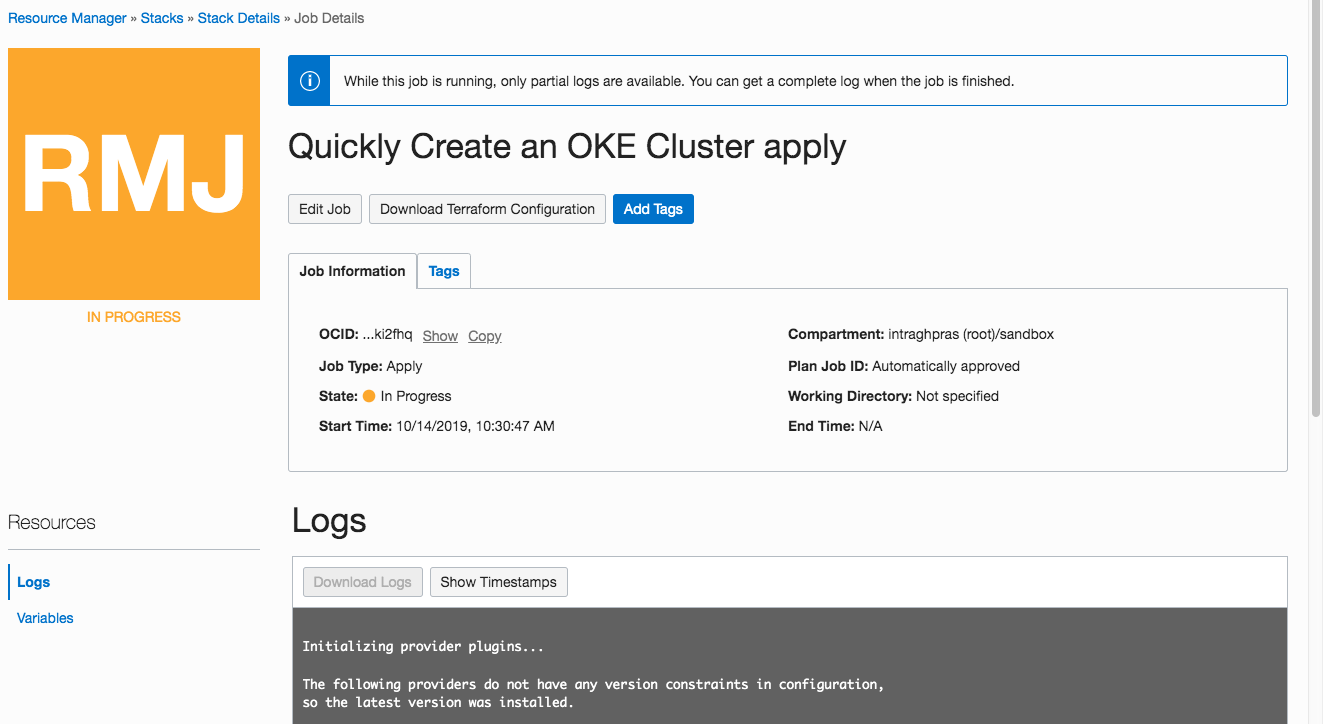 Resource Manager » Stacks » Stack Details » Job Details
RMJ
IN PROGRESS
While this job is running, only partial logs are available. You can get a complete log when the job is finished.
Quickly Create an OKE Cluster apply
Edit Job Download Terraform Configuration Add Tags
Job Information Tags
OCID: ...ki2fhq Show Copy
Job Type: Apply
State: In Progress
Start Time: 10/14/2019, 10:30:47 AM
Compartment: intraghpras (root)/sandbox
Plan Job ID: Automatically approved
Working Directory: Not specified
End Time: N/A
Resources
Logs
Variables
Logs
Download Logs Show Timestamps
Initializing provider plugins...
The following providers do not have any version constraints in configuration,
so the latest version was installed.